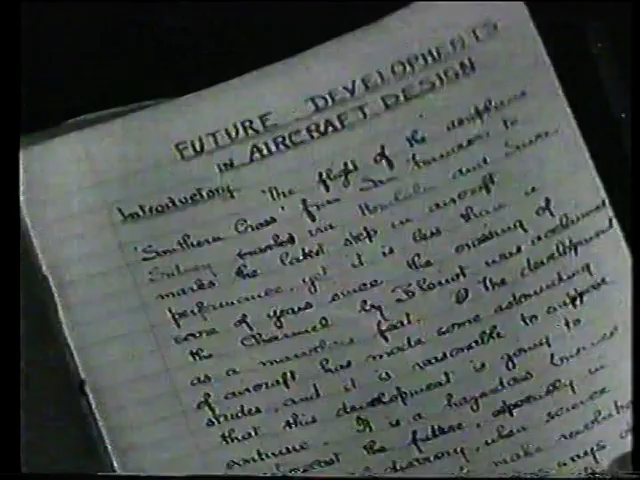 FUTURE DEVELOPMENTS
IN AIRCRAFT DESIGN
Introductory. The flight of the aeroplane
'Southern Cross' from San Francisco to
Sydney via Honolulu and Suva
marks the latest step in aircraft
performance, yet it is less than a
score of years since the crossing of
the Channel by Bleriot was acclaimed
as a marvellous feat. The development
of aircraft has made some astonishing
strides, and it is reasonable to suppose
that this development is going to
continue. It is a hazardous business
forecast the future, especially in
when science
make